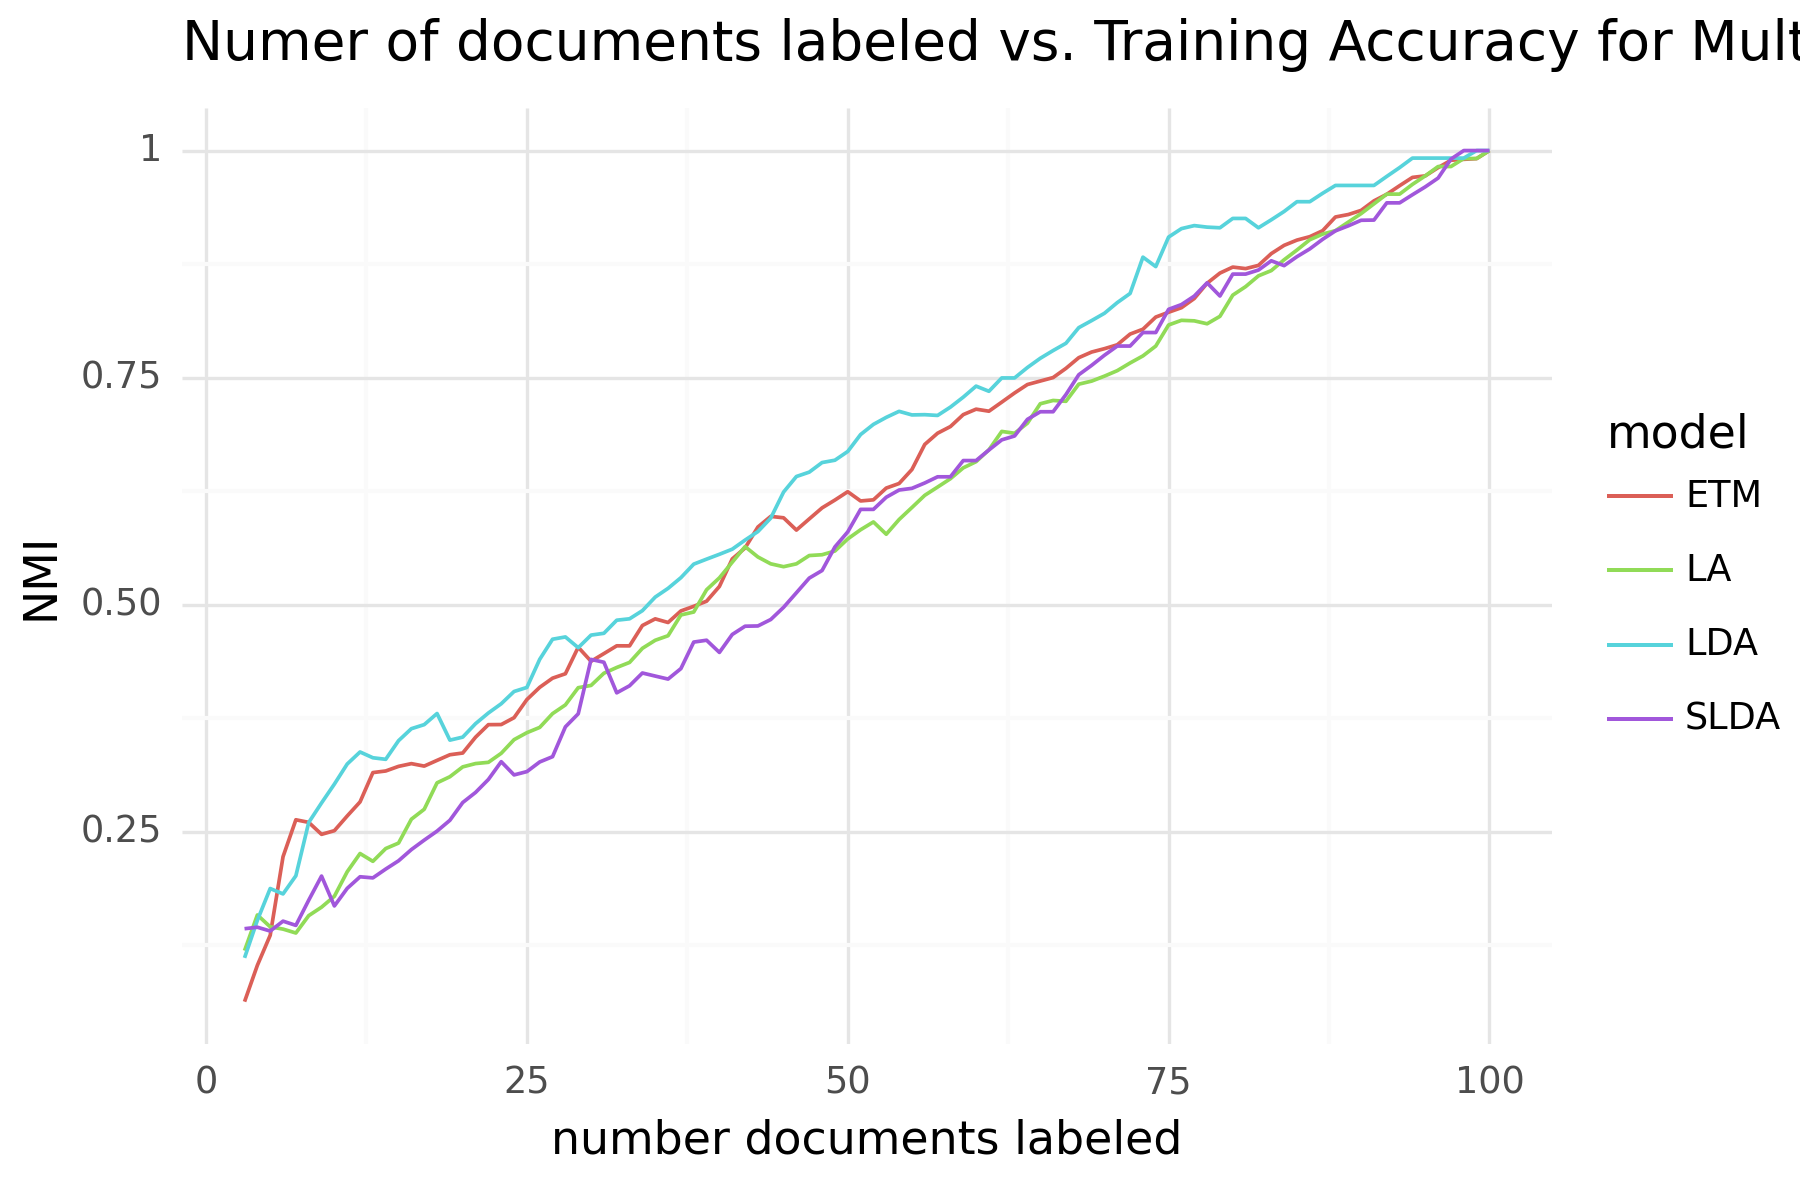 Numer of documents labeled vs. Training Accuracy for Mult
1
0.75
0.50
0.25
NMI
0
25
50
75
100
number documents labeled
model
ETM
LA
LDA
SLDA